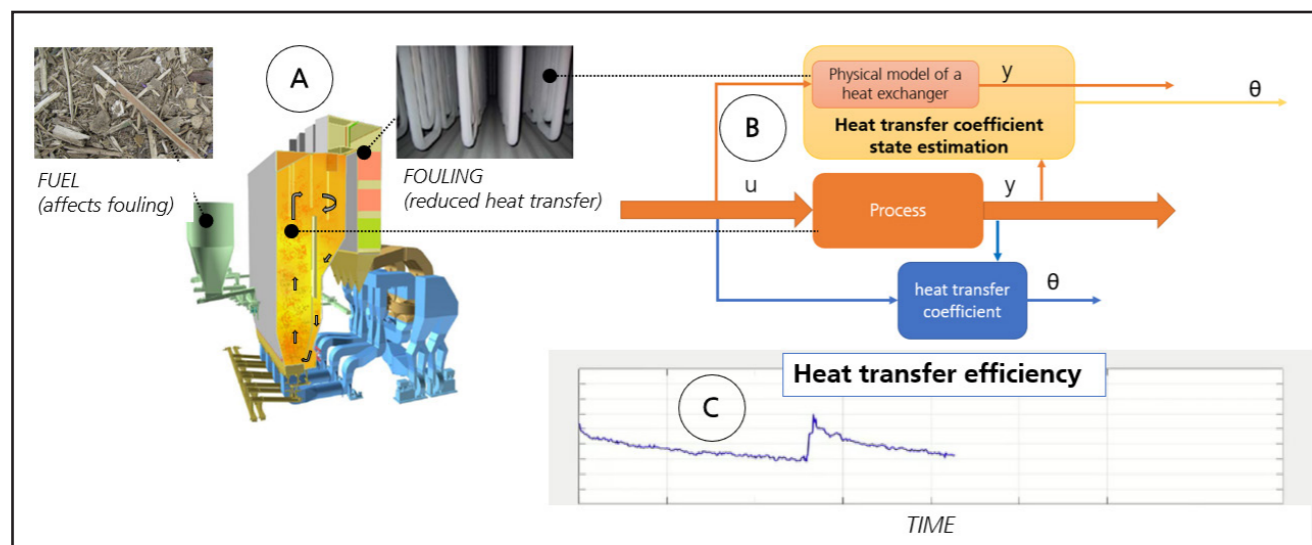 A
FUEL
(affects fouling)
FOULING
(reduced heat transfer)
B
Physical model of a
heat exchanger
y
θ
Heat transfer coefficient
state estimation
u
Process
y
heat transfer
coefficient
θ
Heat transfer efficiency
C
TIME